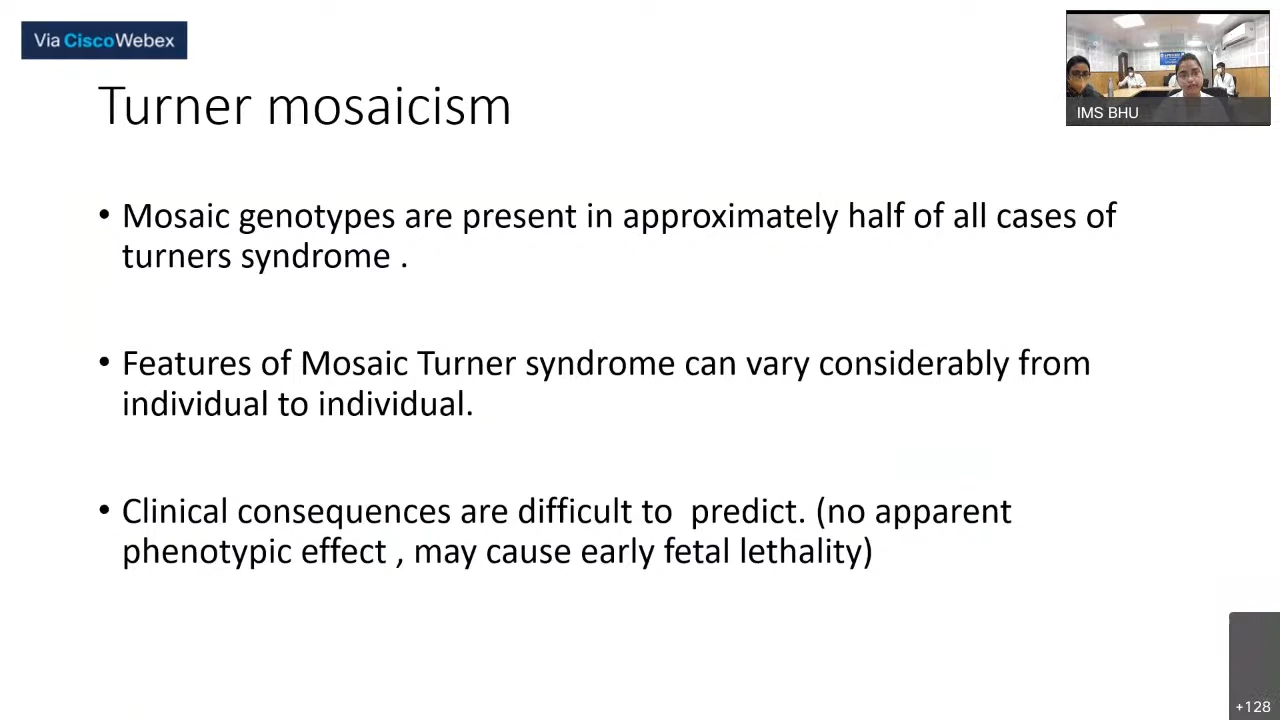 Via CiscoWebex
IMS BHU
Turner mosaicism
• Mosaic genotypes are present in approximately half of all cases of
turners syndrome .
• Features of Mosaic Turner syndrome can vary considerably from
individual to individual.
• Clinical consequences are difficult to  predict. (no apparent
phenotypic effect , may cause early fetal lethality)
+128